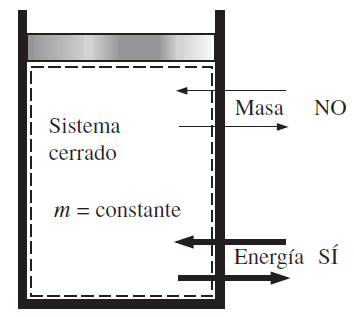 Masa NO
Sistema
cerrado
m = constante
Energía SÍ